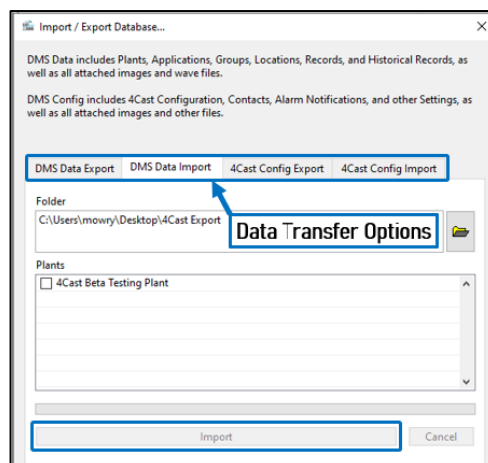 Import / Export Database...
DMS Data includes Plants, Applications, Groups, Locations, Records, and Historical Records, as
well as all attached images and wave files.
DMS Config includes 4Cast Configuration, Contacts, Alarm Notifications, and other Settings, as
well as all attached images and other files.
DMS Data Export DMS Data Import 4Cast Config Export 4Cast Config Import
Folder
C:\Users\mowry\Desktop\4Cast Export
Data Transfer Options
Plants
4Cast Beta Testing Plant
Import Cancel